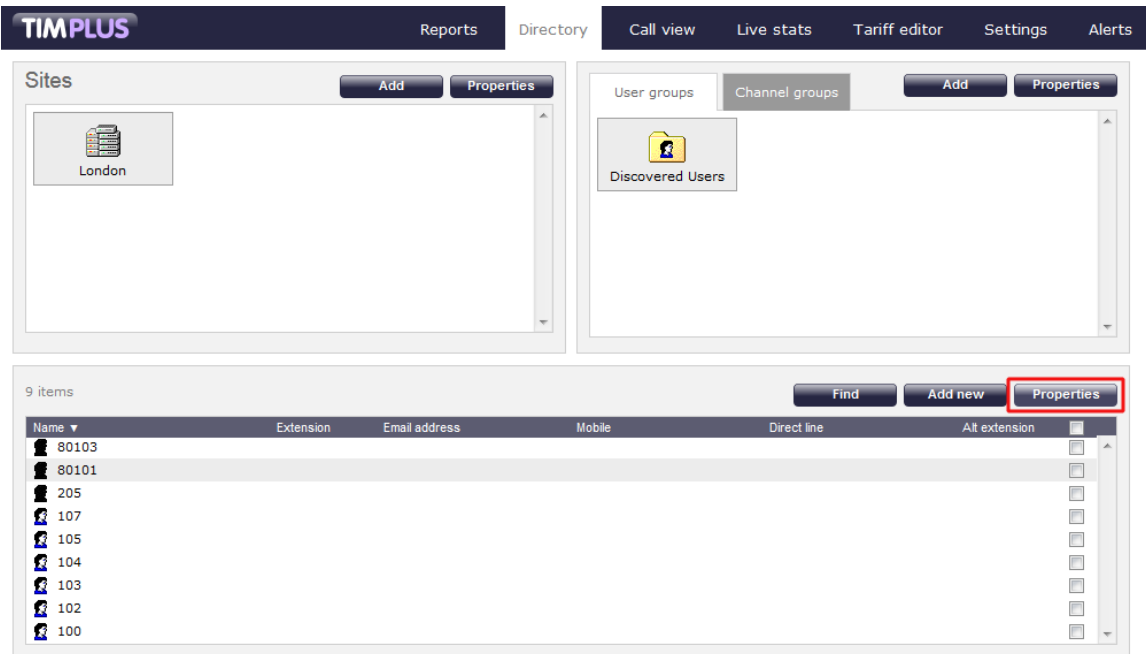 TIMPLUS Reports Directory Call view Live stats Tariff editor Settings Alerts
Sites Add Properties
London
User groups Channel groups Add Properties
Discovered Users
9 items Find Add new Properties
Name ▼ Extension Email address Mobile Direct line Alt extension
80103
80101
205
107
105
104
103
102
100